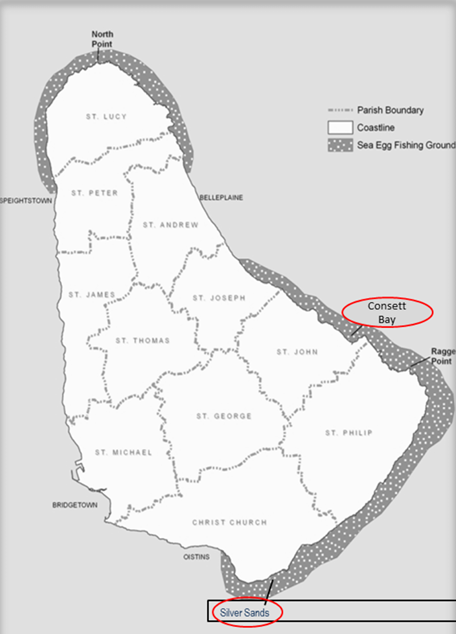 North
Point
ST. LUCY
Parish Boundary
Coastline
Sea Egg Fishing Ground
ST. PETER
SPEIGHTSTOWN
BELLEPLAINE
ST. ANDREW
ST. JAMES
ST. JOSEPH
Consett
Bay
ST. THOMAS
ST. JOHN
Ragge
Point
ST. GEORGE
ST. PHILIP
ST. MICHAEL
BRIDGETOWN
CHRIST CHURCH
OISTINS
Silver Sands